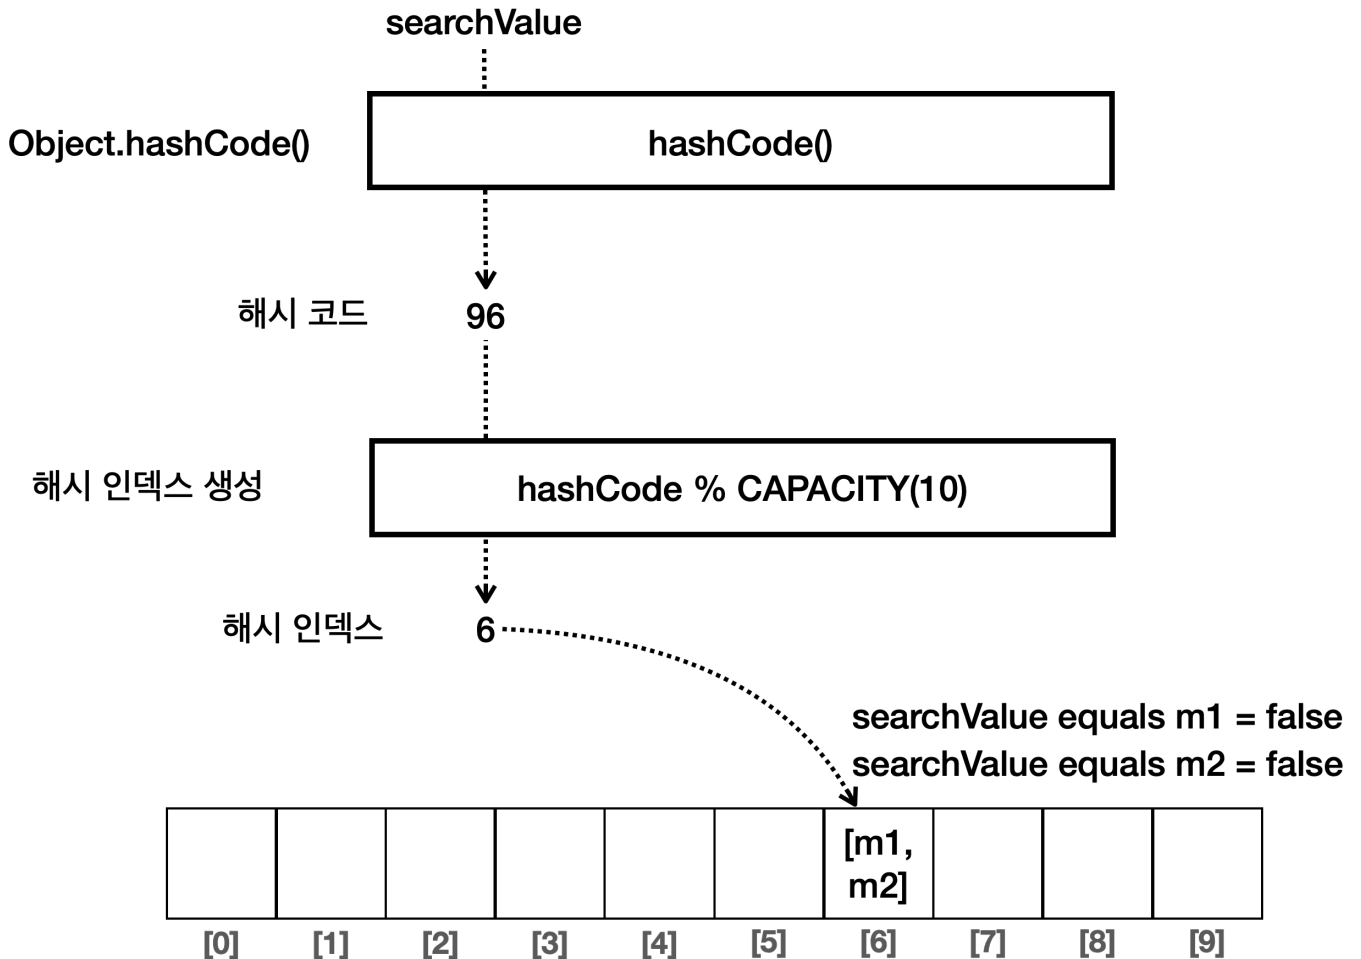 searchValue
Object.hashCode()
hashCode()
해시 코드
96
해시 인덱스 생성
hashCode % CAPACITY(10)
해시 인덱스
6
searchValue equals m1 = false
searchValue equals m2 = false
[m1,
m2]
[0] [1] [2] [3] [4] [5] [6] [7] [8] [9]